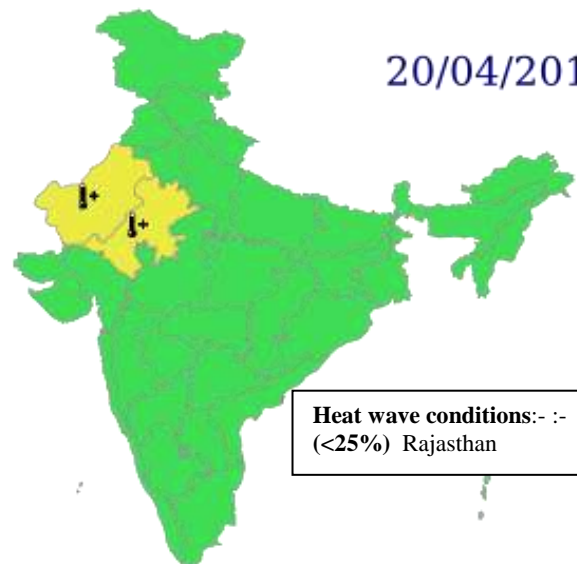 20/04/201
Heat wave conditions:- :-
(<25%) Rajasthan